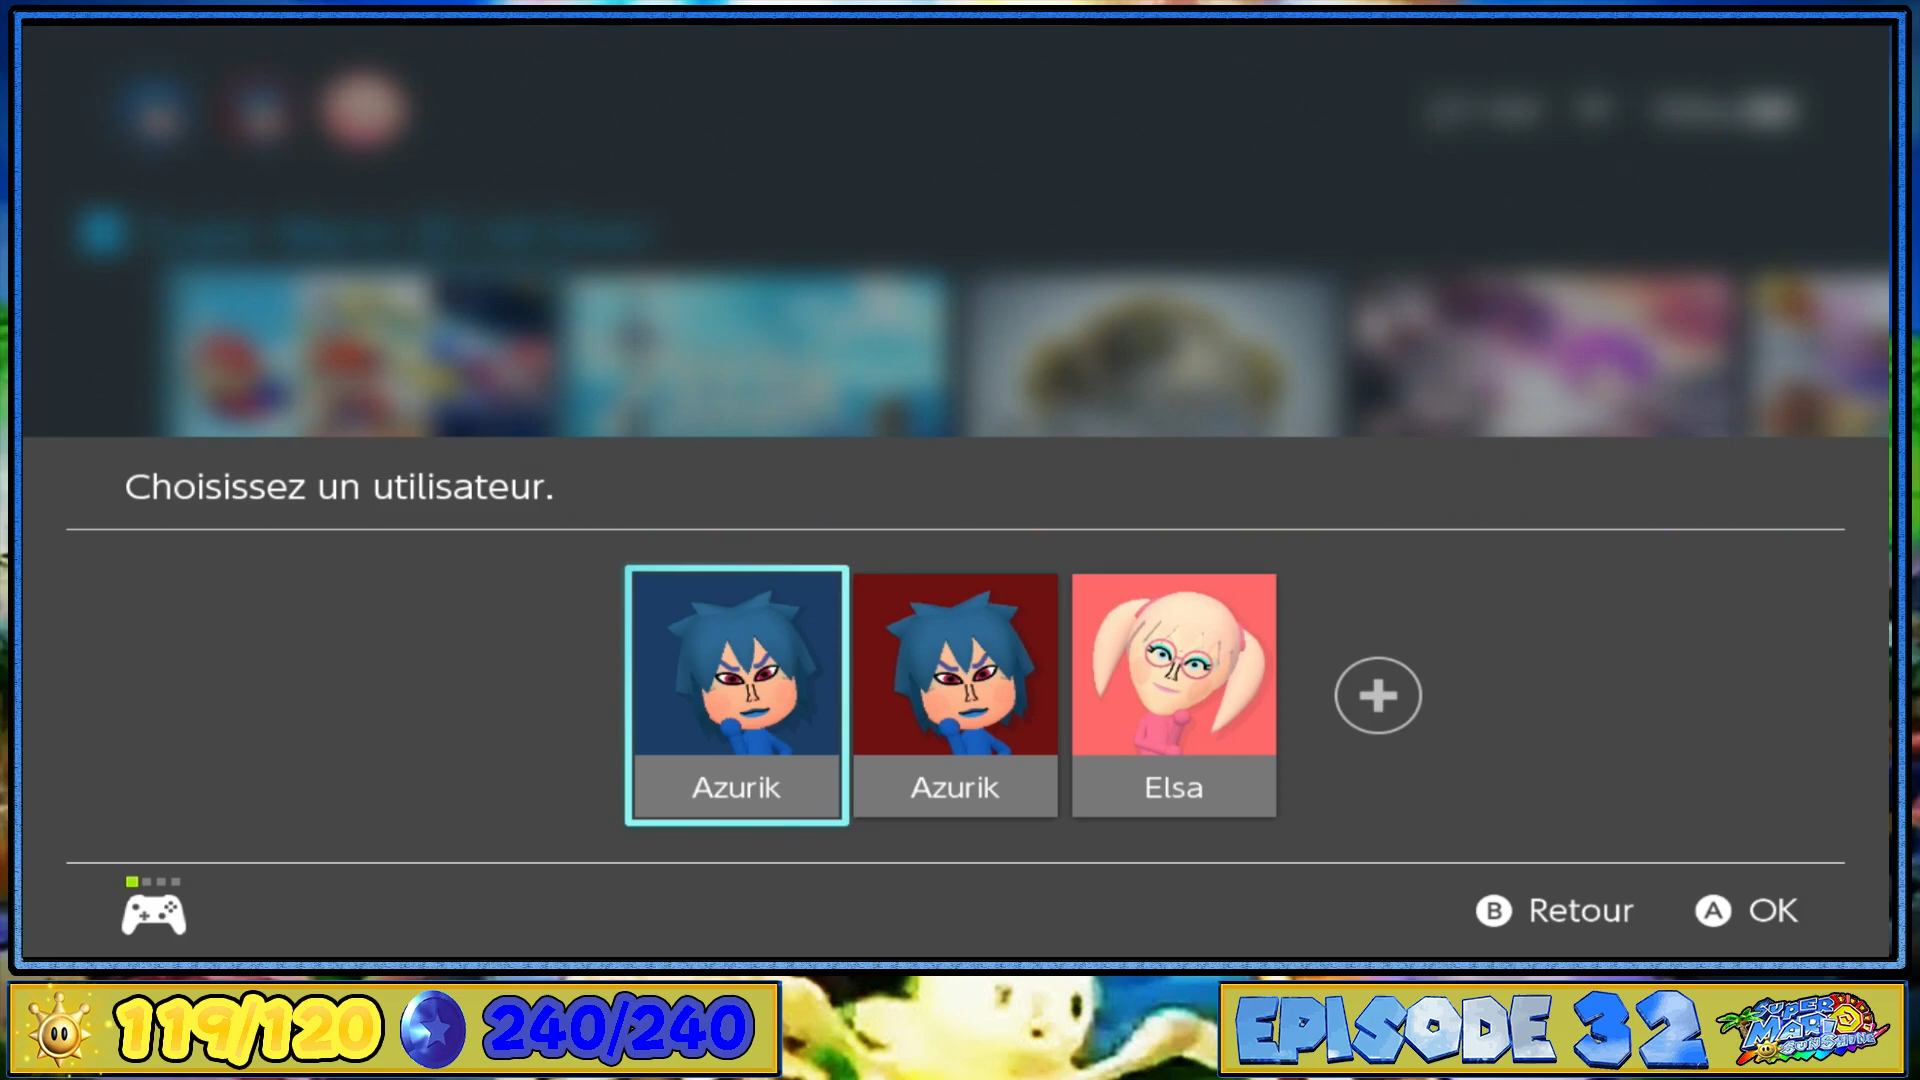 Choisissez un utilisateur.
Azurik
Azurik
Elsa
B Retour
A OK
119/120
240/240
EPISODE 32
SUPER
MARIO
SUNSHINE